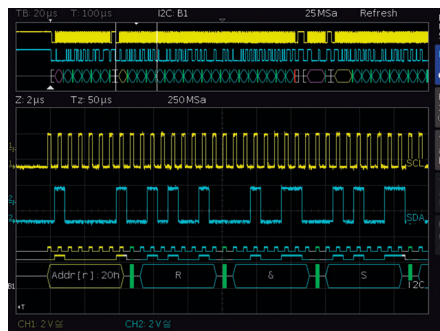 TB: 20µs T: 100µs I2C: B1 25 MSa Refresh
Z: 2µs Tz: 50µs 250 MSa
SCL
SDA
Addr[r]: 20h R & S I2C
B1
CH1: 2 V CH2: 2 V